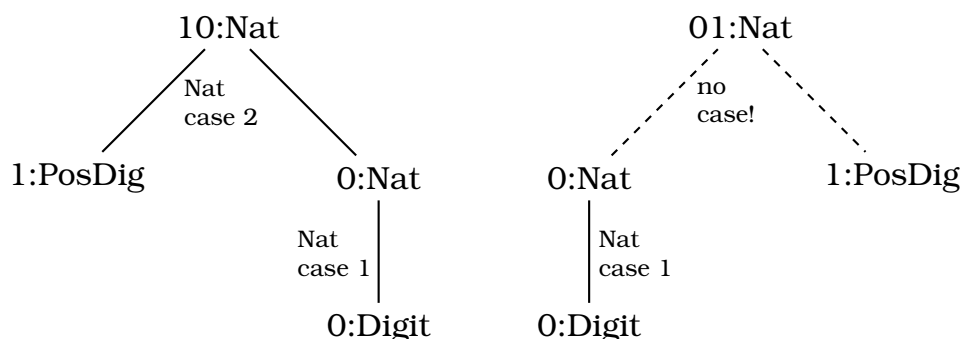 10:Nat
01:Nat
Nat
case 2
no
case!
1:PosDig
0:Nat
0:Nat
1:PosDig
Nat
case 1
Nat
case 1
0:Digit
0:Digit